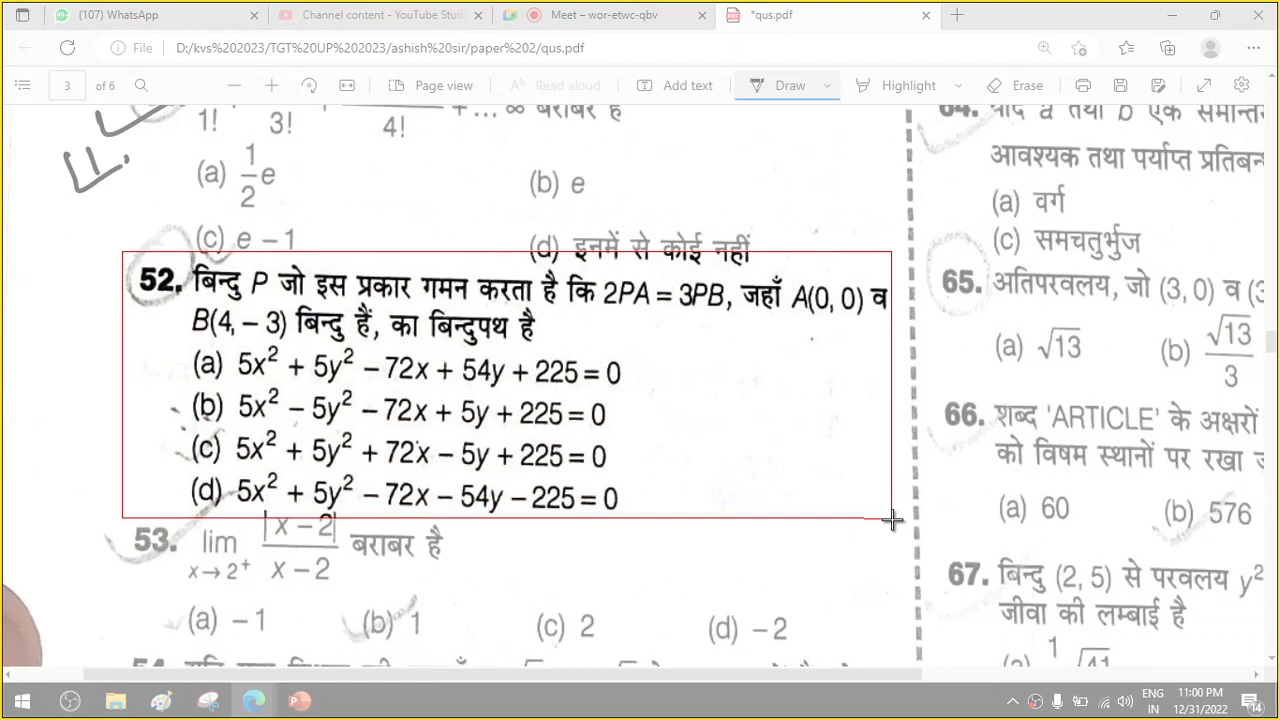 (107) WhatsApp
Channel content - YouTube Stud
Meet – wor-etwc-qbv
*qus.pdf
File
D:/kvs%202023/TGT%20UP%202023/ashish%20sir/paper%202/qus.pdf
3 of 6
Page view
Read aloud
Add text
Draw
Highlight
Erase
1! 3! 4! + ... ∞ बराबर है
(a) 1/2 e
(b) e
(c) e – 1
(d) इनमें से कोई नहीं
52. बिन्दु P जो इस प्रकार गमन करता है कि 2PA = 3PB, जहाँ A(0, 0) व
B(4, – 3) बिन्दु हैं, का बिन्दुपथ है
(a) 5x² + 5y² – 72x + 54y + 225 = 0
(b) 5x² – 5y² – 72x + 5y + 225 = 0
(c) 5x² + 5y² + 72x – 5y + 225 = 0
(d) 5x² + 5y² – 72x – 54y – 225 = 0
53. lim x→2⁺ |x – 2| / x – 2 बराबर है
(a) – 1
(b) 1
(c) 2
(d) – 2
64. यदि a तथा b एक समान्तर
आवश्यक तथा पर्याप्त प्रतिबन्
(a) वर्ग
(c) समचतुर्भुज
65. अतिपरवलय, जो (3, 0) व (3
(a) √13
(b) √13/3
66. शब्द 'ARTICLE' के अक्षरों
को विषम स्थानों पर रखा ज
(a) 60
(b) 576
67. बिन्दु (2, 5) से परवलय y²
जीवा की लम्बाई है
ENG
IN
11:00 PM
12/31/2022
14